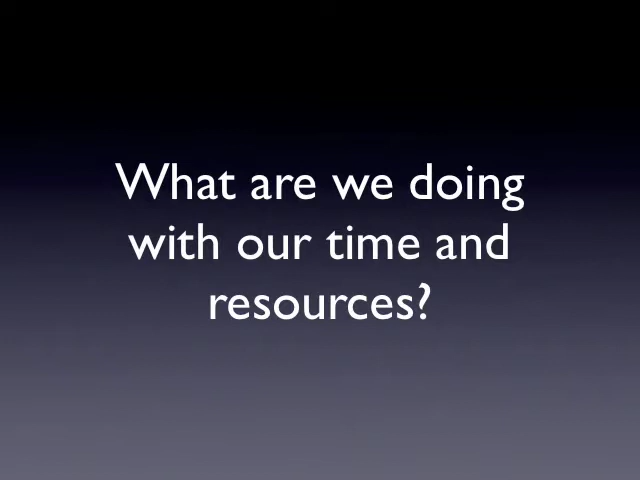 What are we doing
with our time and
resources?